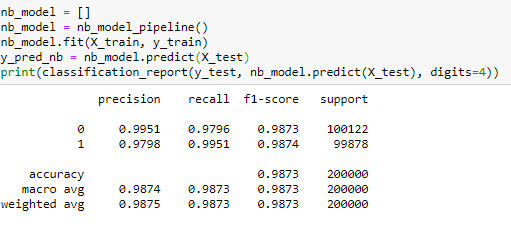 nb_model = []
nb_model = nb_model_pipeline()
nb_model.fit(X_train, y_train)
y_pred_nb = nb_model.predict(X_test)
print(classification_report(y_test, nb_model.predict(X_test), digits=4))
precision recall f1-score support
0 0.9951 0.9796 0.9873 100122
1 0.9798 0.9951 0.9874 99878
accuracy 0.9873 200000
macro avg 0.9874 0.9873 0.9873 200000
weighted avg 0.9875 0.9873 0.9873 200000